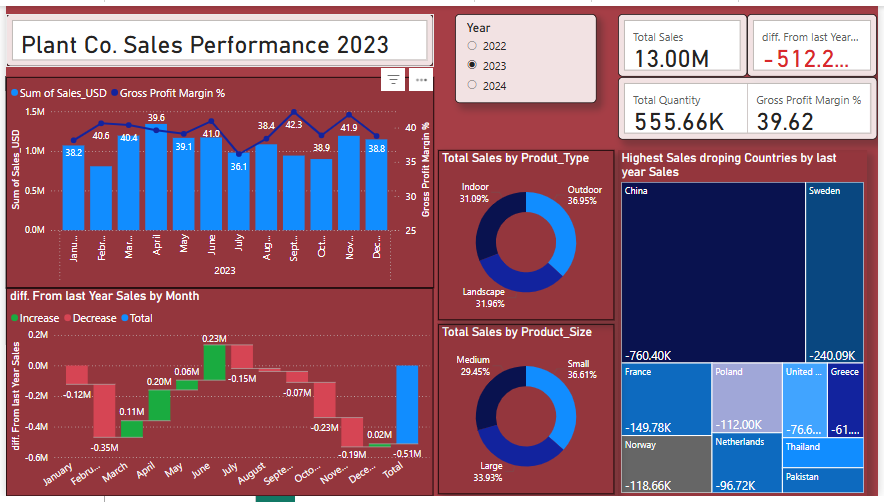 Plant Co. Sales Performance 2023
Year
2022
2023
2024
Total Sales
13.00M
diff. From last Year...
-512.2...
Total Quantity
555.66K
Gross Profit Margin %
39.62
Sum of Sales_USD
Gross Profit Margin %
Sum of Sales_USD
1.5M
1.0M
0.5M
0.0M
38.2
40.6
40.4
39.6
39.1
41.0
36.1
38.4
42.3
38.9
41.9
38.8
40
35
30
25
Gross Profit Margin %
Janu...
Febr...
Mar...
April
May
June
July
Aug...
Sept...
Oct...
Nov...
Dec...
2023
diff. From last Year Sales by Month
Increase
Decrease
Total
diff. From last Year Sales
0.2M
0.0M
-0.2M
-0.4M
-0.6M
-0.12M
-0.35M
0.11M
0.20M
0.06M
0.23M
-0.15M
-0.07M
-0.23M
-0.19M
0.02M
-0.51M
January
Febru...
March
April
May
June
July
August
Septe...
Octo...
Nove...
Dece...
Total
Total Sales by Produt_Type
Indoor
31.09%
Outdoor
36.95%
Landscape
31.96%
Total Sales by Product_Size
Medium
29.45%
Small
36.61%
Large
33.93%
Highest Sales droping Countries by last
year Sales
China
-760.40K
Sweden
-240.09K
France
-149.78K
Poland
-112.00K
United ...
-76.6...
Greece
-61....
Norway
-118.66K
Netherlands
-96.72K
Thailand
Pakistan